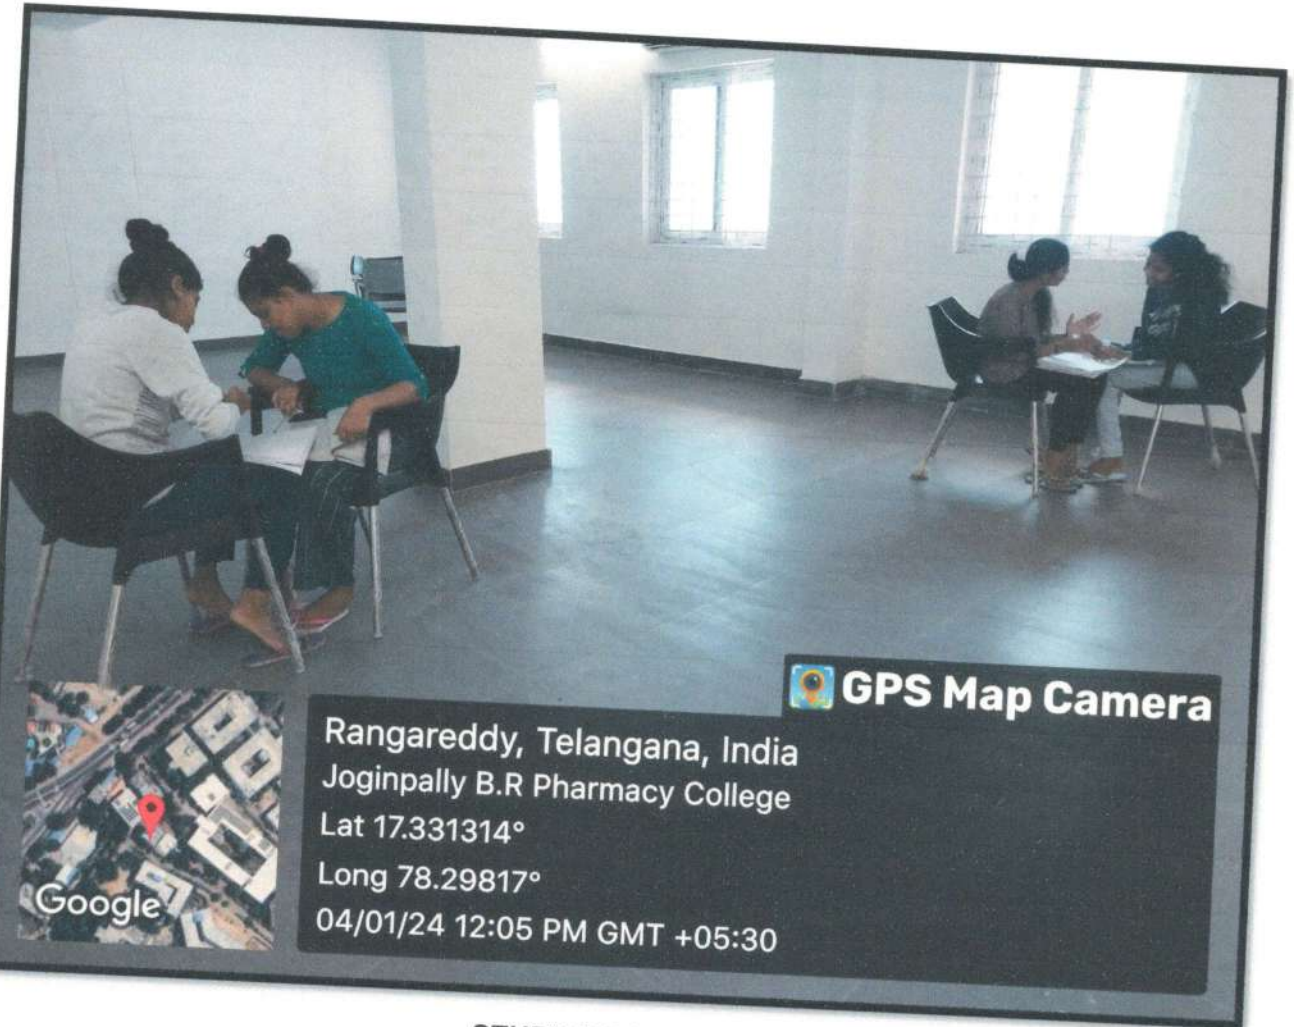 GPS Map Camera
Rangareddy, Telangana, India
Joginpally B.R Pharmacy College
Lat 17.331314°
Long 78.29817°
04/01/24 12:05 PM GMT +05:30
Google